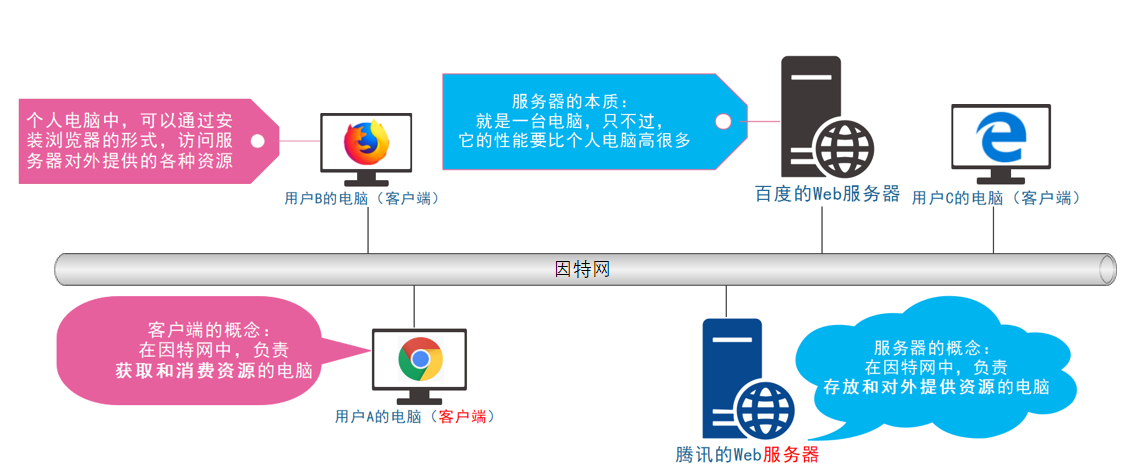 服务器的本质：
就是一台电脑，只不过，
它的性能要比个人电脑高很多
个人电脑中，可以通过安
装浏览器的形式，访问服
务器对外提供的各种资源
用户B的电脑（客户端）
百度的Web服务器
用户C的电脑（客户端）
因特网
客户端的概念：
在因特网中，负责
获取和消费资源的电脑
用户A的电脑（客户端）
服务器的概念：
在因特网中，负责
存放和对外提供资源的电脑
腾讯的Web服务器